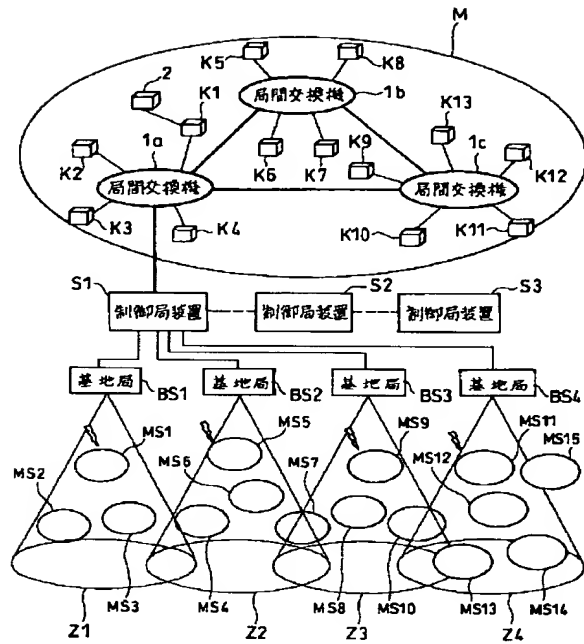 M
K5
K8
2
K1
局間交換機
1b
K13
1a
K6
K7
K9
1c
K2
局間交換機
局間交換機
K12
K3
K4
K10
K11
S1
S2
S3
制御局装置
制御局装置
制御局装置
基地局
基地局
基地局
基地局
BS1
BS2
BS3
BS4
MS1
MS5
MS9
MS11
MS15
MS2
MS6
MS7
MS12
MS3
MS4
MS8
MS10
MS13
MS14
Z1
Z2
Z3
Z4